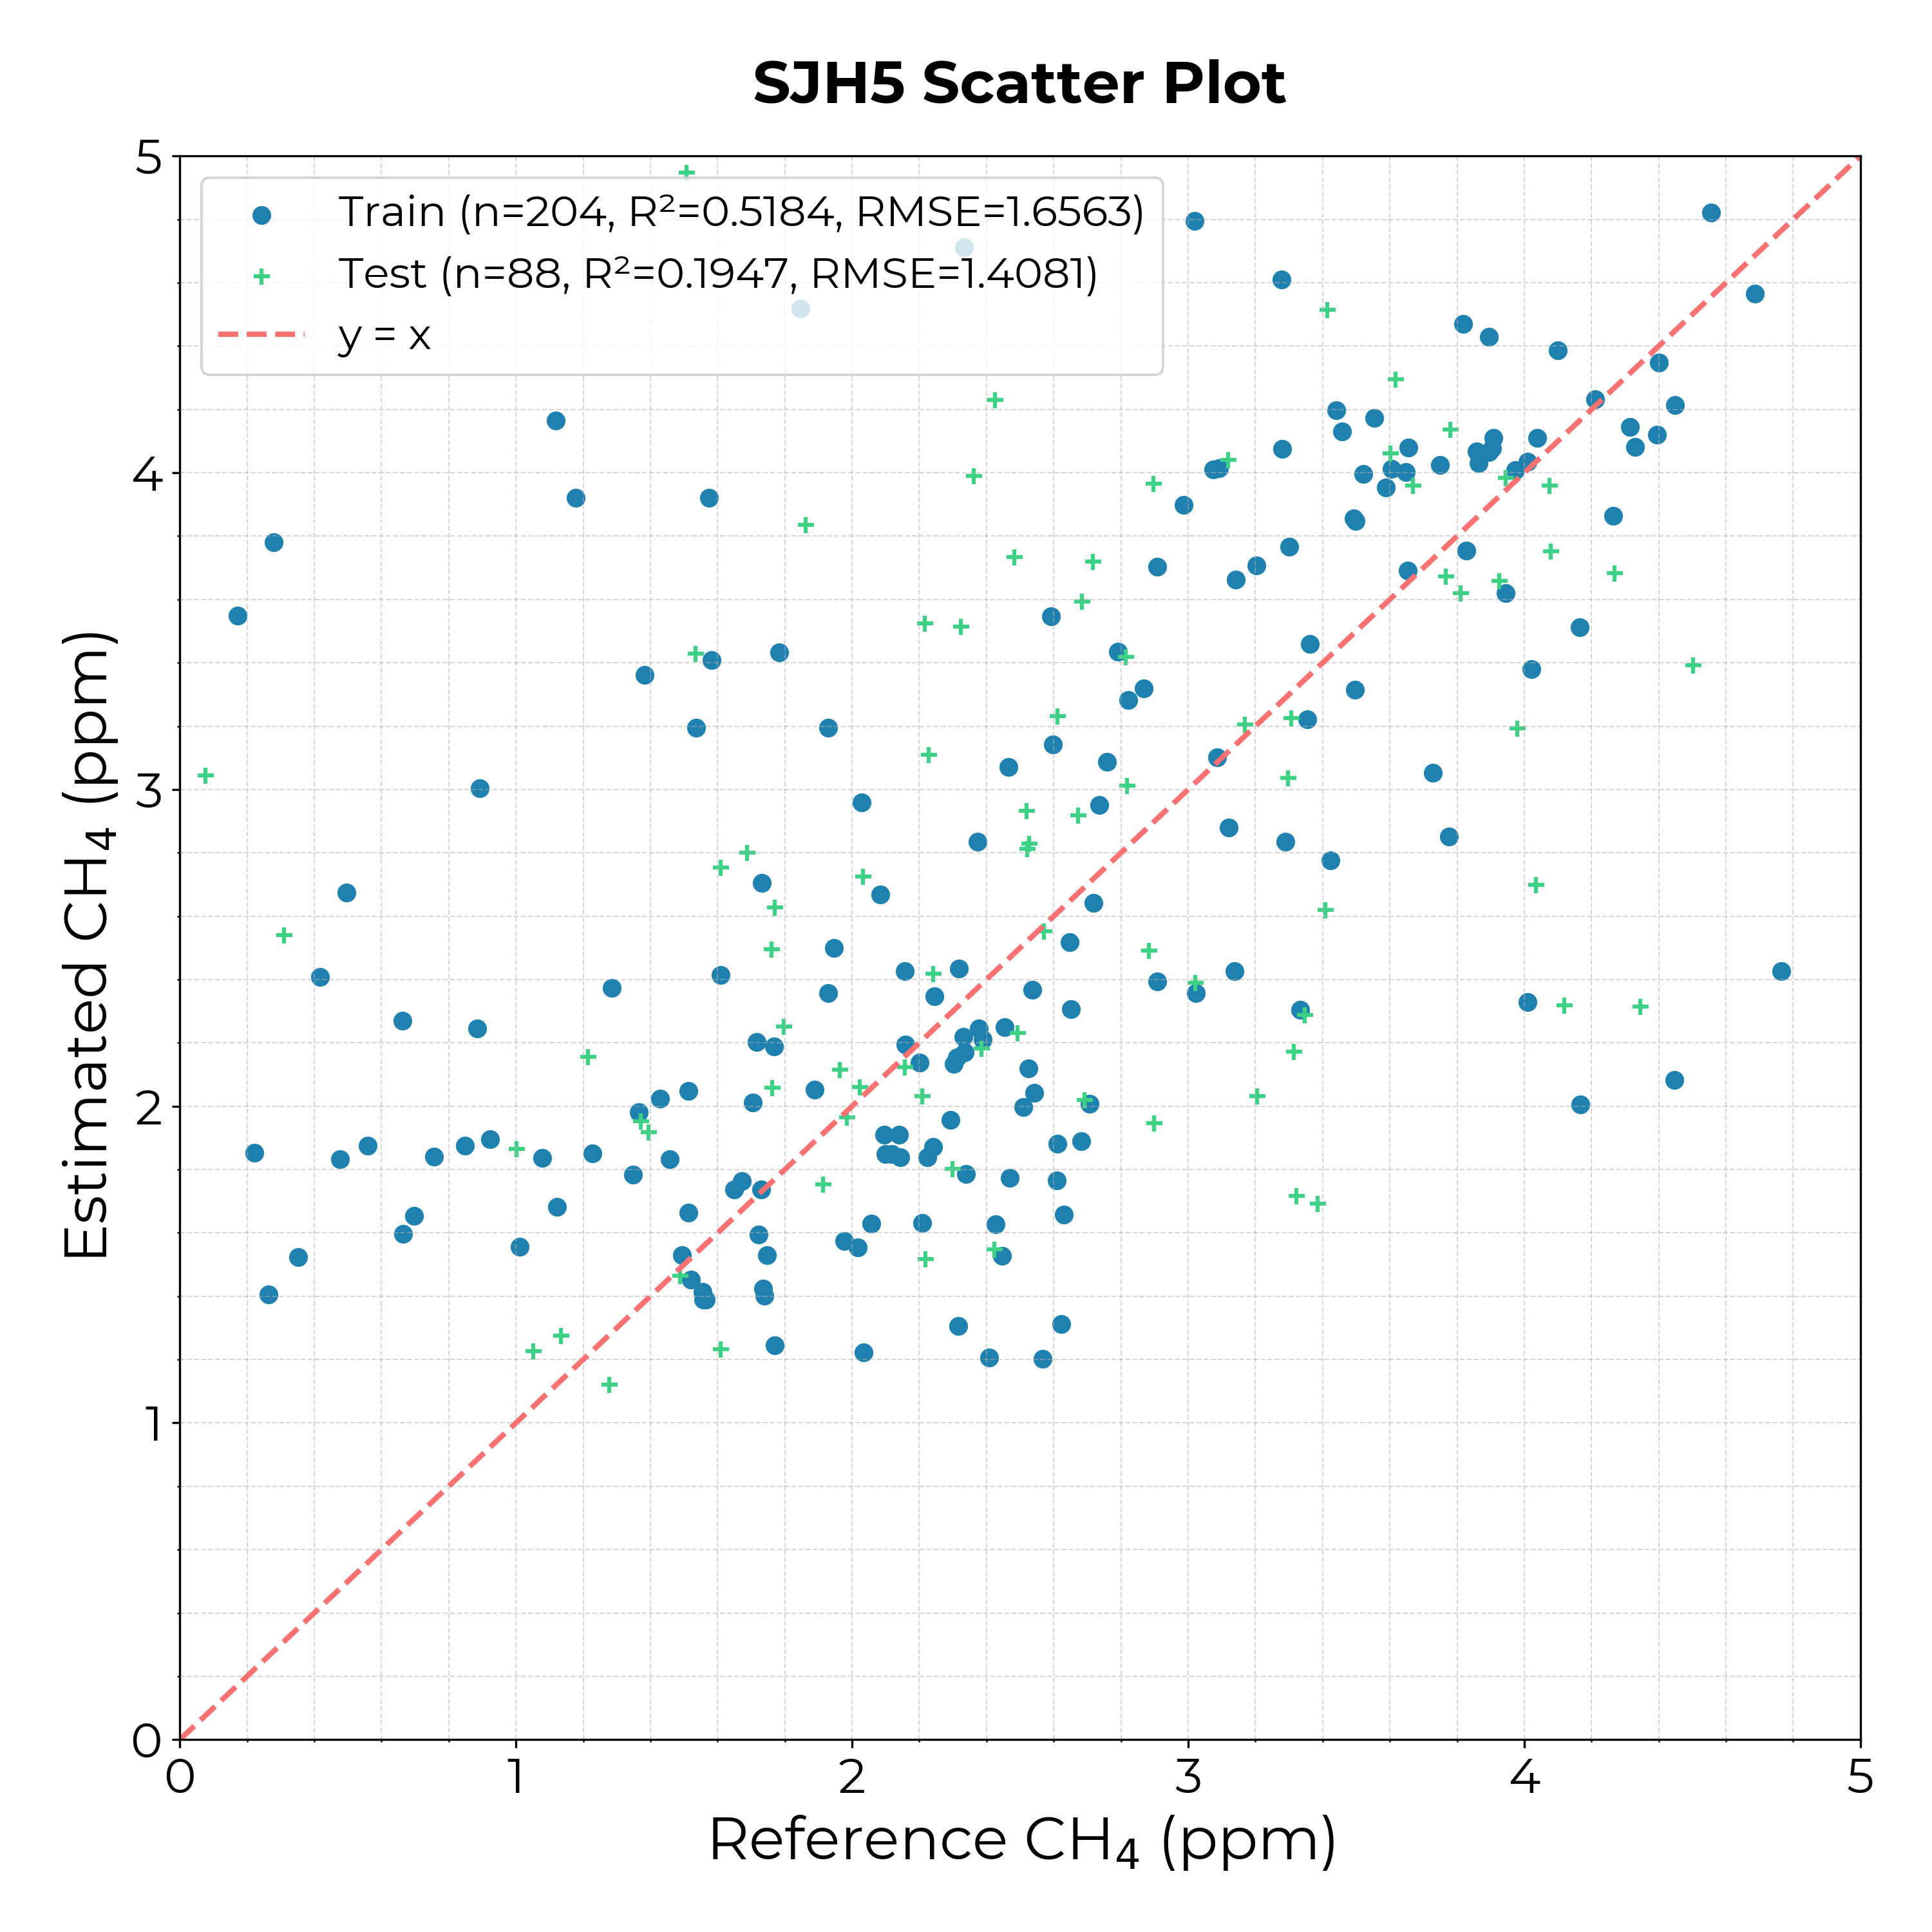 SJH5 Scatter Plot
Train (n=204, R²=0.5184, RMSE=1.6563)
Test (n=88, R²=0.1947, RMSE=1.4081)
y = x
Estimated CH₄ (ppm)
5
4
3
2
1
0
0 1 2 3 4 5
Reference CH₄ (ppm)